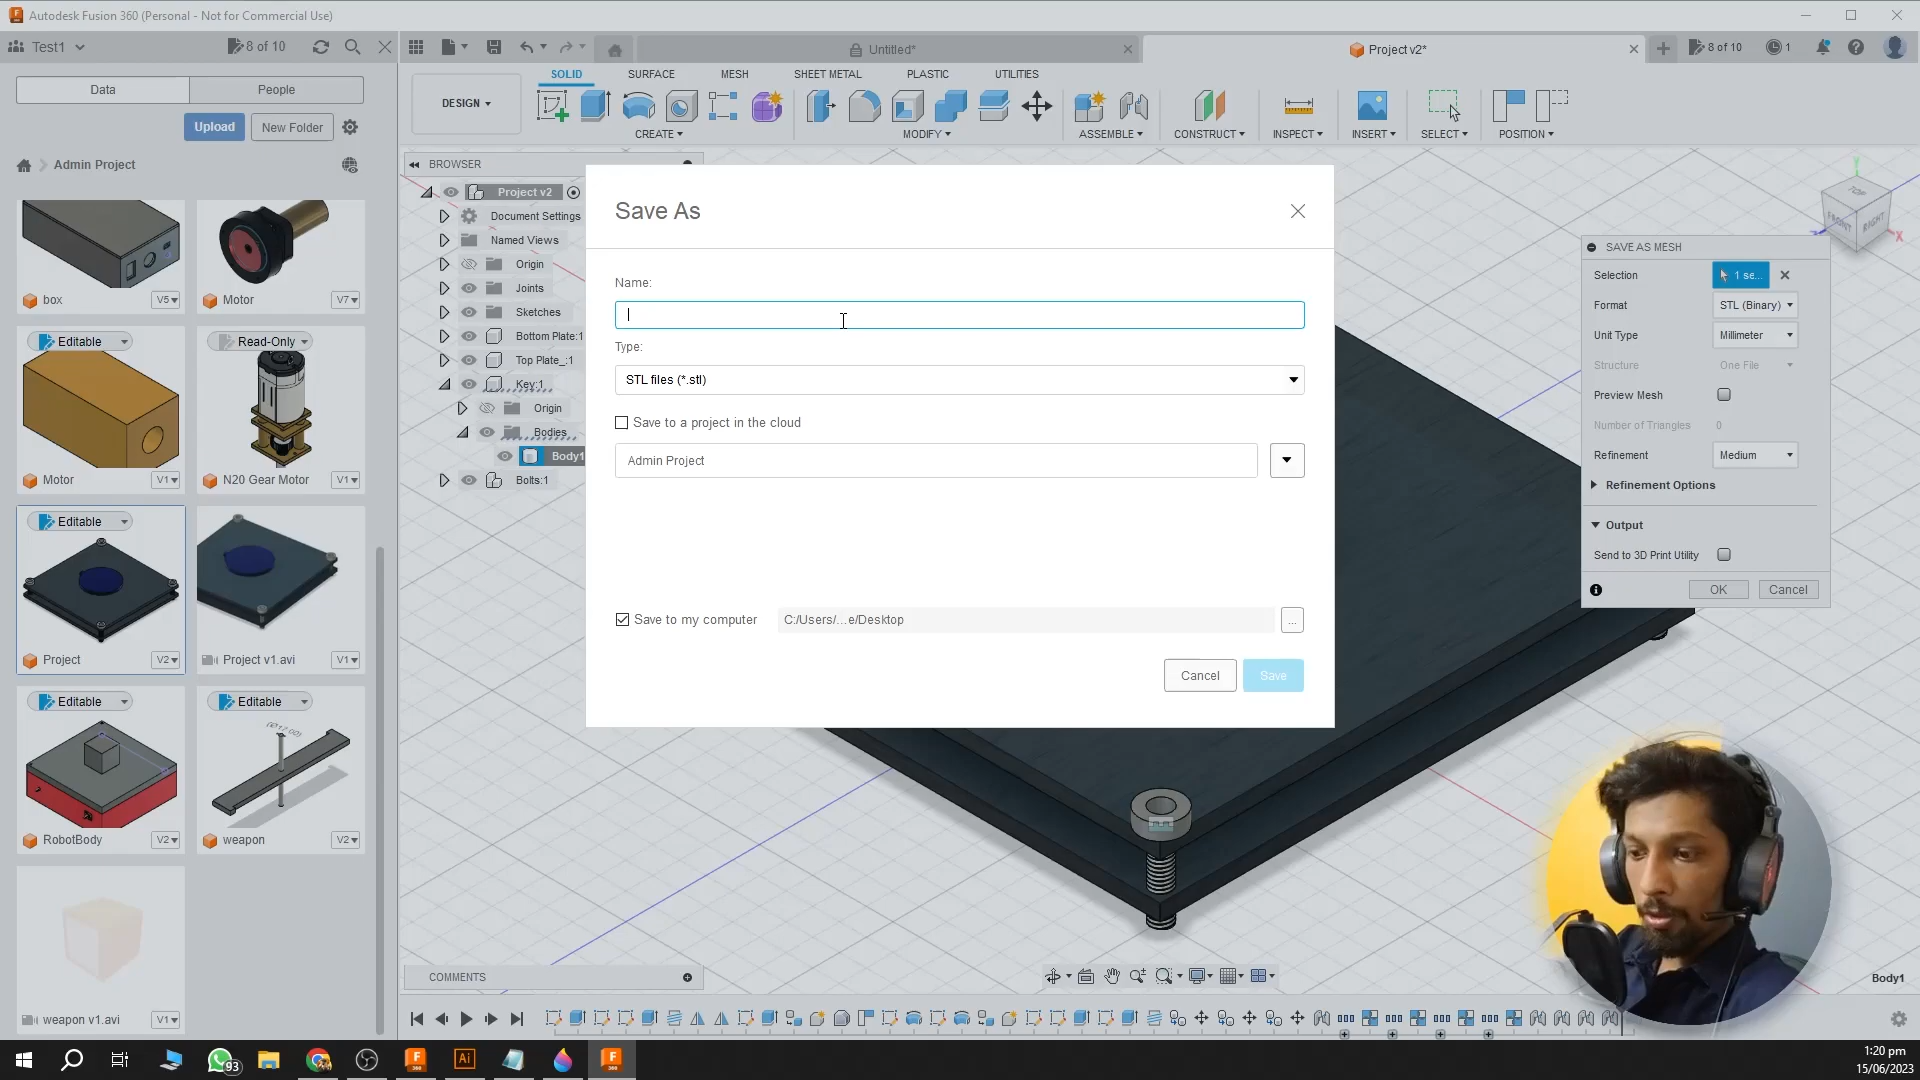 Autodesk Fusion 360 (Personal - Not for Commercial Use)
Test1
8 of 10
Untitled*
Project v2*
8 of 10
1
Data
People
Upload
New Folder
Admin Project
DESIGN
SOLID
SURFACE
MESH
SHEET METAL
PLASTIC
UTILITIES
CREATE
MODIFY
ASSEMBLE
CONSTRUCT
INSPECT
INSERT
SELECT
POSITION
BROWSER
Project v2
Document Settings
Named Views
Origin
Joints
Sketches
Bottom Plate:1
Top Plate_:1
Key:1
Origin
Bodies
Body1
Bolts:1
box
V5
Motor
V7
Editable
Read-Only
Motor
V1
N20 Gear Motor
V1
Editable
Project
V2
Project v1.avi
V1
Editable
Editable
RobotBody
V2
weapon
V2
weapon v1.avi
V1
Save As
Name:
Type:
STL files (*.stl)
Save to a project in the cloud
Admin Project
Save to my computer
C:/Users/...e/Desktop
...
Cancel
Save
TOP
FRONT
RIGHT
X
Y
SAVE AS MESH
Selection
1 se...
Format
STL (Binary)
Unit Type
Millimeter
Structure
One File
Preview Mesh
Number of Triangles
0
Refinement
Medium
Refinement Options
Output
Send to 3D Print Utility
OK
Cancel
COMMENTS
Body1
93
Ai
F
360
F
360
1:20 pm
15/06/2023